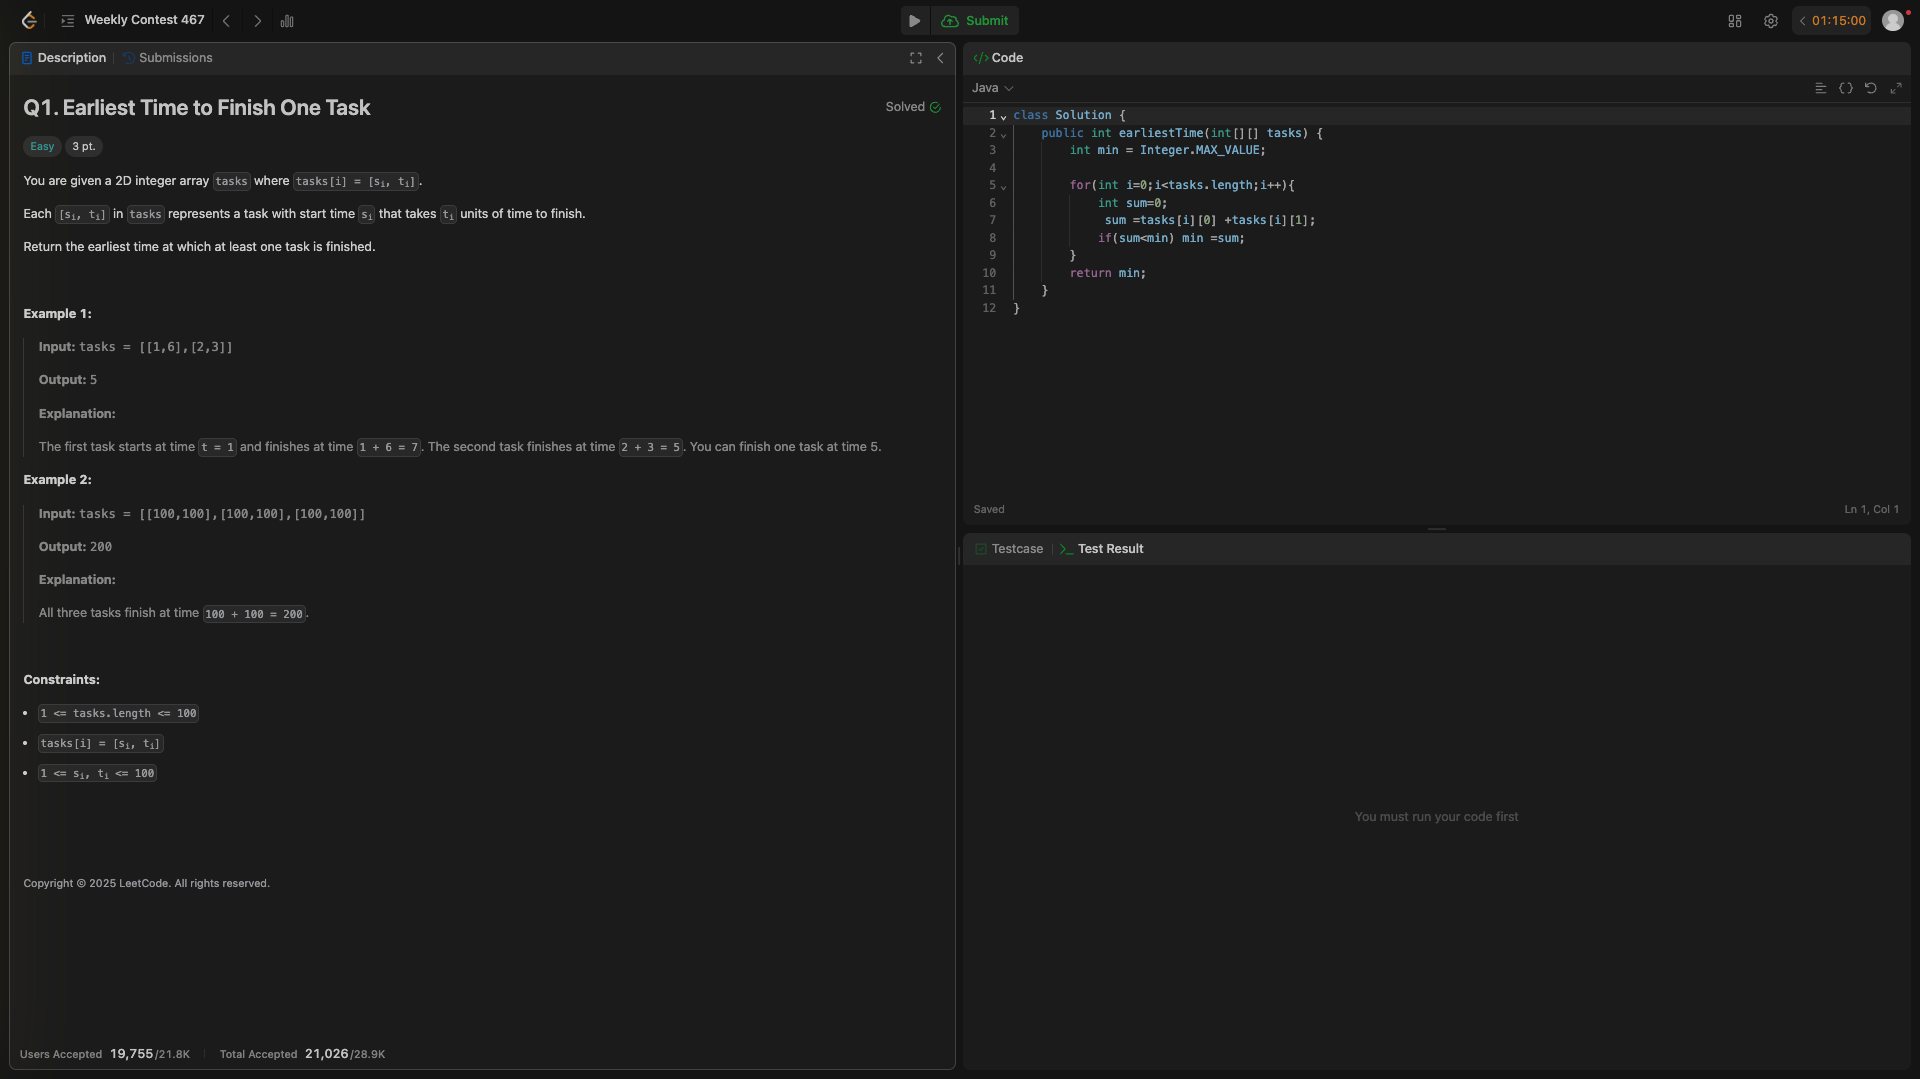 Weekly Contest 467
Submit
01:15:00
Description
Submissions
Q1. Earliest Time to Finish One Task
Solved
Easy
3 pt.
You are given a 2D integer array tasks where tasks[i] = [sᵢ, tᵢ].
Each [sᵢ, tᵢ] in tasks represents a task with start time sᵢ that takes tᵢ units of time to finish.
Return the earliest time at which at least one task is finished.
Example 1:
Input: tasks = [[1,6],[2,3]]
Output: 5
Explanation:
The first task starts at time t = 1 and finishes at time 1 + 6 = 7. The second task finishes at time 2 + 3 = 5. You can finish one task at time 5.
Example 2:
Input: tasks = [[100,100],[100,100],[100,100]]
Output: 200
Explanation:
All three tasks finish at time 100 + 100 = 200.
Constraints:
• 1 <= tasks.length <= 100
• tasks[i] = [sᵢ, tᵢ]
• 1 <= sᵢ, tᵢ <= 100
Copyright © 2025 LeetCode. All rights reserved.
Users Accepted 19,755/21.8K
Total Accepted 21,026/28.9K
</> Code
Java
1 class Solution {
2     public int earliestTime(int[][] tasks) {
3         int min = Integer.MAX_VALUE;
4
5         for(int i=0;i<tasks.length;i++){
6             int sum=0;
7              sum =tasks[i][0] +tasks[i][1];
8             if(sum<min) min =sum;
9         }
10         return min;
11     }
12 }
Saved
Ln 1, Col 1
Testcase
>_ Test Result
You must run your code first